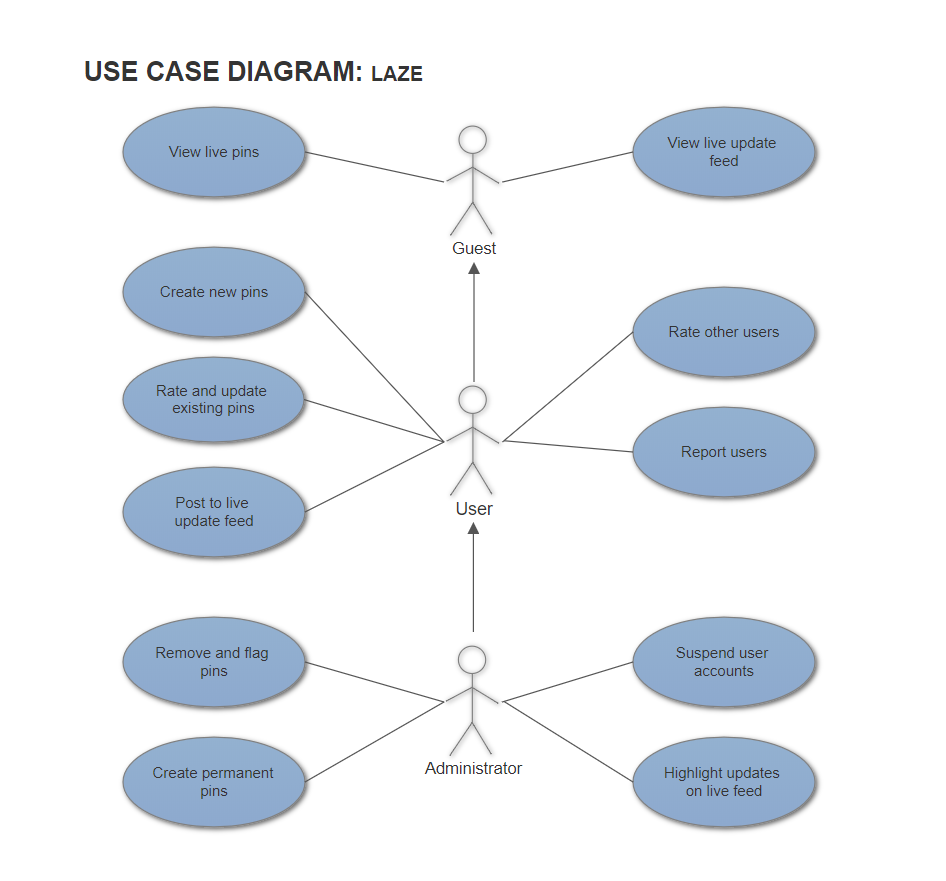 USE CASE DIAGRAM: LAZE
View live pins
View live update
feed
Guest
Create new pins
Rate other users
Rate and update
existing pins
Report users
Post to live
update feed
User
Remove and flag
pins
Suspend user
accounts
Administrator
Create permanent
pins
Highlight updates
on live feed